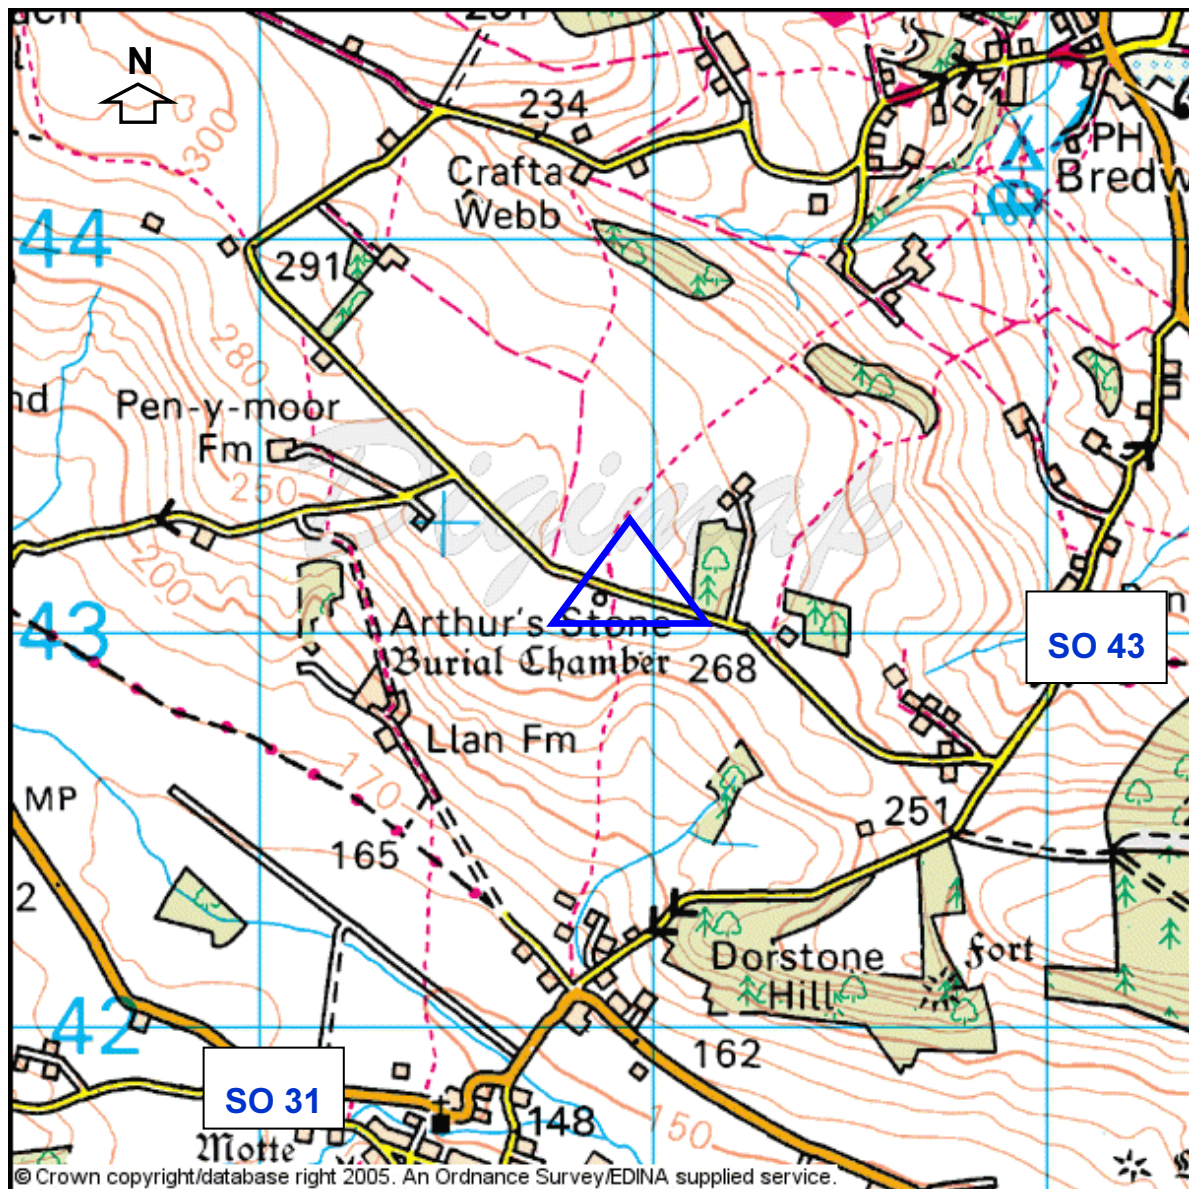 N
300
234
Crafta
Webb
PH
Bredw
44
291
280
nd
Pen-y-moor
Fm
250
Digimap
200
43
Arthur's Stone
Burial Chamber
268
SO 43
Llan Fm
170
MP
251
165
2
Dorstone
Hill
Fort
42
162
SO 31
148
150
Motte
© Crown copyright/database right 2005. An Ordnance Survey/EDINA supplied service.